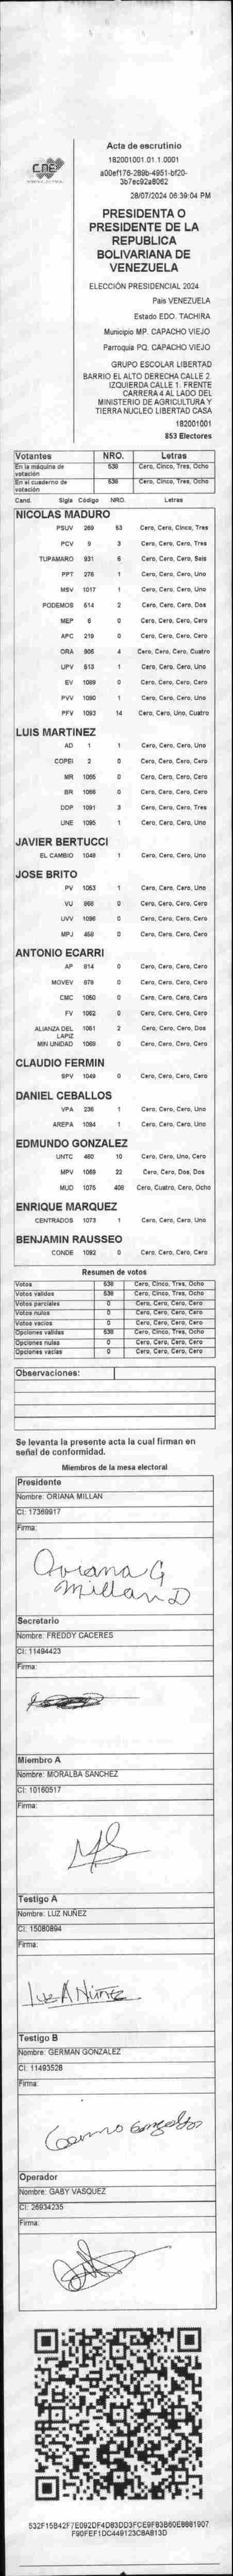 CNE
Acta de escrutinio
182001001.01.1.0001
a00ef176-289b-4951-bf20-
3b7ec92a8062
28/07/2024 06:39:04 PM
PRESIDENTA O
PRESIDENTE DE LA
REPUBLICA
BOLIVARIANA DE
VENEZUELA
ELECCIÓN PRESIDENCIAL 2024
Pais VENEZUELA
Estado EDO. TACHIRA
Municipio MP. CAPACHO VIEJO
Parroquia PQ. CAPACHO VIEJO
GRUPO ESCOLAR LIBERTAD
BARRIO EL ALTO DERECHA CALLE 2.
IZQUIERDA CALLE 1. FRENTE
CARRERA 4 AL LADO DEL
MINISTERIO DE AGRICULTURA Y
TIERRA NUCLEO LIBERTAD CASA
182001001
853 Electores
Votantes NRO. Letras
En la máquina de votación 538 Cero, Cinco, Tres, Ocho
En el cuaderno de votación 538 Cero, Cinco, Tres, Ocho
Cand. Sigla Código NRO. Letras
NICOLAS MADURO
PSUV 269 53 Cero, Cero, Cinco, Tres
PCV 9 3 Cero, Cero, Cero, Tres
TUPAMARO 931 6 Cero, Cero, Cero, Seis
PPT 276 1 Cero, Cero, Cero, Uno
MSV 1017 1 Cero, Cero, Cero, Uno
PODEMOS 514 2 Cero, Cero, Cero, Dos
MEP 6 0 Cero, Cero, Cero, Cero
APC 219 0 Cero, Cero, Cero, Cero
ORA 906 4 Cero, Cero, Cero, Cuatro
UPV 613 1 Cero, Cero, Cero, Uno
EV 1089 0 Cero, Cero, Cero, Cero
PVV 1090 1 Cero, Cero, Cero, Uno
PFV 1093 14 Cero, Cero, Uno, Cuatro
LUIS MARTINEZ
AD 1 1 Cero, Cero, Cero, Uno
COPEI 2 0 Cero, Cero, Cero, Cero
MR 1065 0 Cero, Cero, Cero, Cero
BR 1066 0 Cero, Cero, Cero, Cero
DDP 1091 3 Cero, Cero, Cero, Tres
UNE 1095 1 Cero, Cero, Cero, Uno
JAVIER BERTUCCI
EL CAMBIO 1048 1 Cero, Cero, Cero, Uno
JOSE BRITO
PV 1053 1 Cero, Cero, Cero, Uno
VU 868 0 Cero, Cero, Cero, Cero
UVV 1096 0 Cero, Cero, Cero, Cero
MPJ 458 0 Cero, Cero, Cero, Cero
ANTONIO ECARRI
AP 814 0 Cero, Cero, Cero, Cero
MOVEV 979 0 Cero, Cero, Cero, Cero
CMC 1050 0 Cero, Cero, Cero, Cero
FV 1062 0 Cero, Cero, Cero, Cero
ALIANZA DEL LAPIZ 1061 2 Cero, Cero, Cero, Dos
MIN UNIDAD 1069 0 Cero, Cero, Cero, Cero
CLAUDIO FERMIN
SPV 1049 0 Cero, Cero, Cero, Cero
DANIEL CEBALLOS
VPA 236 1 Cero, Cero, Cero, Uno
AREPA 1094 1 Cero, Cero, Cero, Uno
EDMUNDO GONZALEZ
UNTC 460 10 Cero, Cero, Uno, Cero
MPV 1069 22 Cero, Cero, Dos, Dos
MUD 1075 408 Cero, Cuatro, Cero, Ocho
ENRIQUE MARQUEZ
CENTRADOS 1073 1 Cero, Cero, Cero, Uno
BENJAMIN RAUSSEO
CONDE 1092 0 Cero, Cero, Cero, Cero
Resumen de votos
Votos 538 Cero, Cinco, Tres, Ocho
Votos validos 538 Cero, Cinco, Tres, Ocho
Votos parciales 0 Cero, Cero, Cero, Cero
Votos nulos 0 Cero, Cero, Cero, Cero
Votos vacios 0 Cero, Cero, Cero, Cero
Opciones validas 538 Cero, Cinco, Tres, Ocho
Opciones nulas 0 Cero, Cero, Cero, Cero
Opciones vacias 0 Cero, Cero, Cero, Cero
Observaciones:
Se levanta la presente acta la cual firman en
señal de conformidad.
Miembros de la mesa electoral
Presidente
Nombre: ORIANA MILLAN
CI: 17369917
Firma:
Oriana G
Millan D
Secretario
Nombre: FREDDY CACERES
CI: 11494423
Firma:
Miembro A
Nombre: MORALBA SANCHEZ
CI: 10160517
Firma:
Testigo A
Nombre: LUZ NUÑEZ
CI: 15080894
Firma:
Luz A Núñez
Testigo B
Nombre: GERMAN GONZALEZ
CI: 11493528
Firma:
Operador
Nombre: GABY VASQUEZ
CI: 26934235
Firma:
532F15B42F7E092DF4D83DD3FCE9F83B60E8881907
F90FEF1DC449123C8A813D